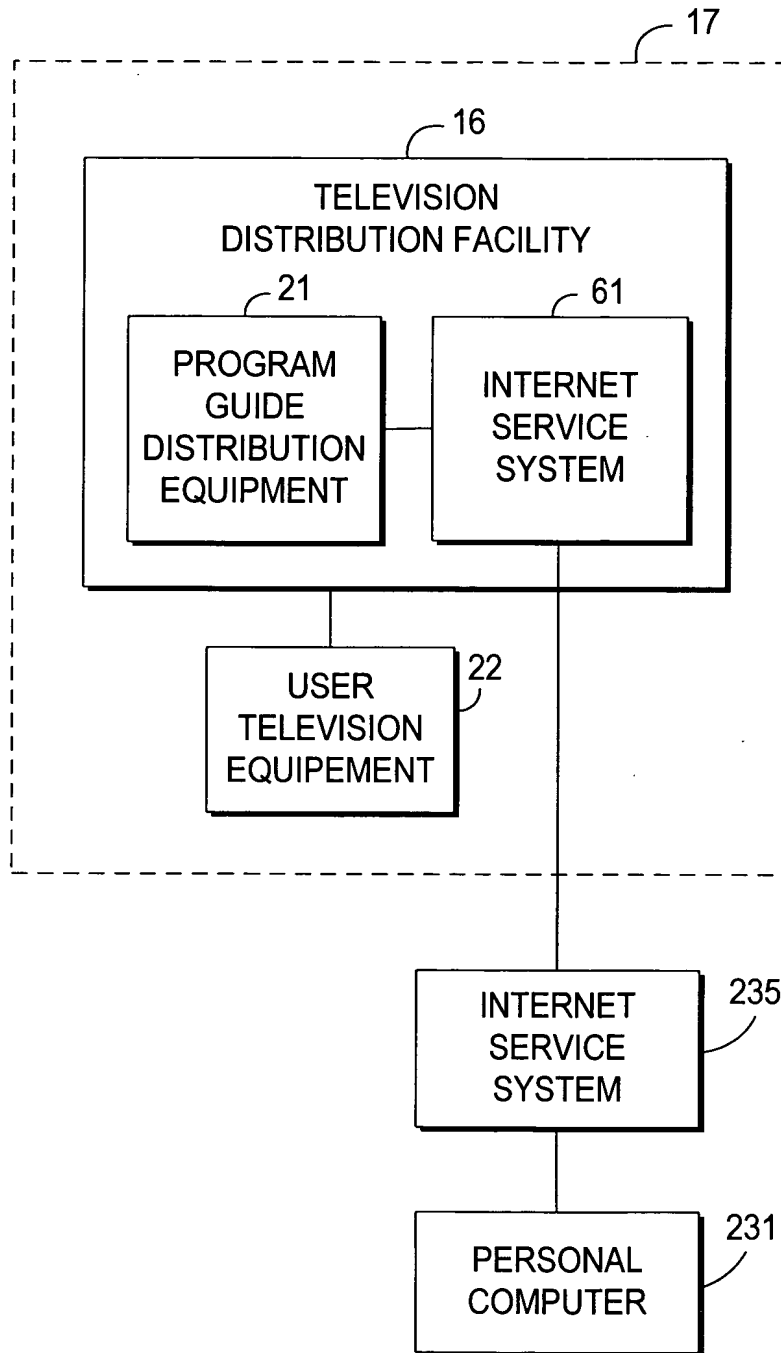 17
16
TELEVISION
DISTRIBUTION FACILITY
21
61
PROGRAM
GUIDE
DISTRIBUTION
EQUIPMENT
INTERNET
SERVICE
SYSTEM
22
USER
TELEVISION
EQUIPEMENT
INTERNET
SERVICE
SYSTEM
235
231
PERSONAL
COMPUTER